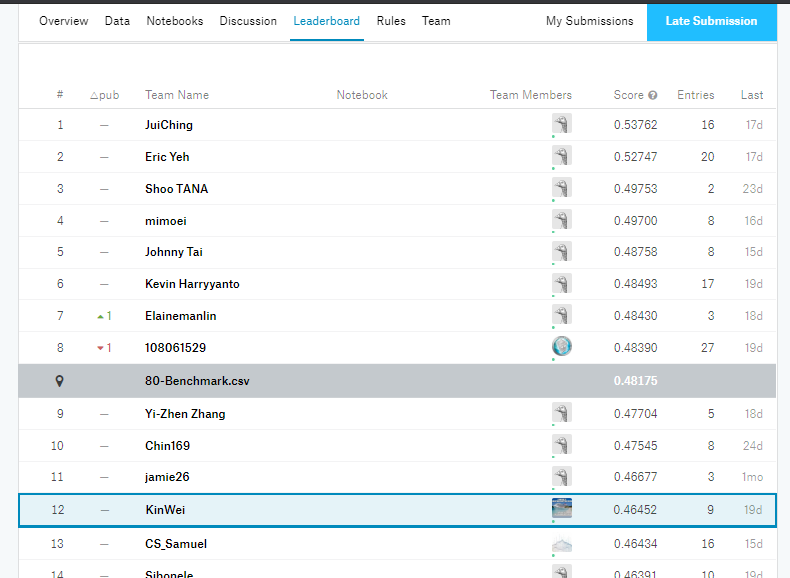 Overview Data Notebooks Discussion Leaderboard Rules Team My Submissions Late Submission
# △pub Team Name Notebook Team Members Score ? Entries Last
1 — JuiChing 0.53762 16 17d
2 — Eric Yeh 0.52747 20 17d
3 — Shoo TANA 0.49753 2 23d
4 — mimoei 0.49700 8 16d
5 — Johnny Tai 0.48758 8 15d
6 — Kevin Harryyanto 0.48493 17 19d
7 ▲1 Elainemanlin 0.48430 3 18d
8 ▼1 108061529 0.48390 27 19d
80-Benchmark.csv 0.48175
9 — Yi-Zhen Zhang 0.47704 5 18d
10 — Chin169 0.47545 8 24d
11 — jamie26 0.46677 3 1mo
12 — KinWei 0.46452 9 19d
13 — CS_Samuel 0.46434 16 15d
14 — Sibonele 0.46391 10 19d